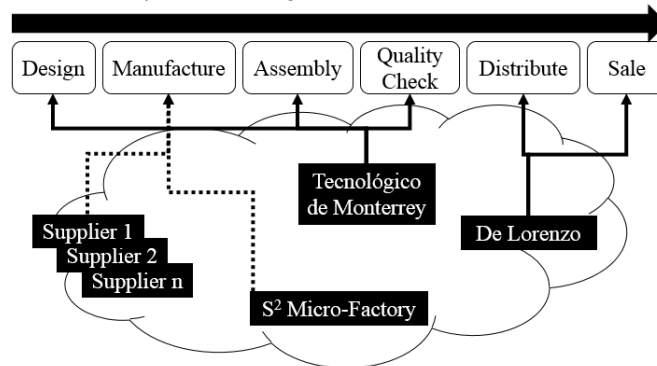 Design
Manufacture
Assembly
Quality
Check
Distribute
Sale
Tecnológico
de Monterrey
Supplier 1
Supplier 2
Supplier n
De Lorenzo
S² Micro-Factory